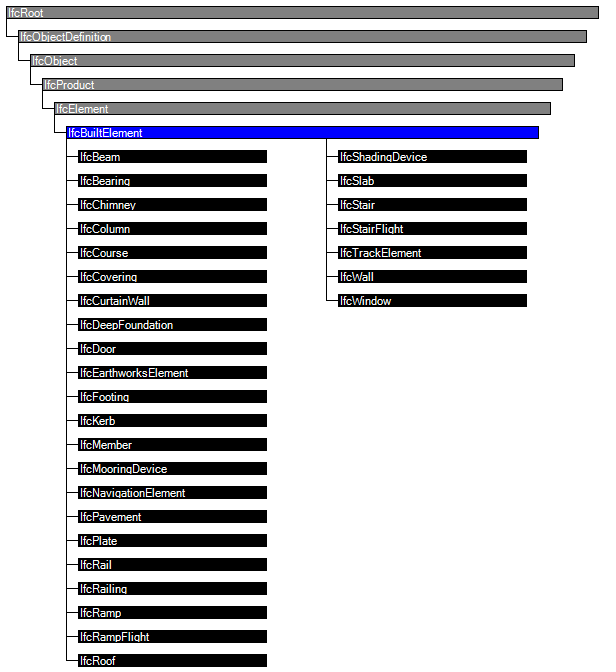 IfcRoot
IfcObjectDefinition
IfcObject
IfcProduct
IfcElement
IfcBuiltElement
IfcBeam
IfcBearing
IfcChimney
IfcColumn
IfcCourse
IfcCovering
IfcCurtainWall
IfcDeepFoundation
IfcDoor
IfcEarthworksElement
IfcFooting
IfcKerb
IfcMember
IfcMooringDevice
IfcNavigationElement
IfcPavement
IfcPlate
IfcRail
IfcRailing
IfcRamp
IfcRampFlight
IfcRoof
IfcShadingDevice
IfcSlab
IfcStair
IfcStairFlight
IfcTrackElement
IfcWall
IfcWindow